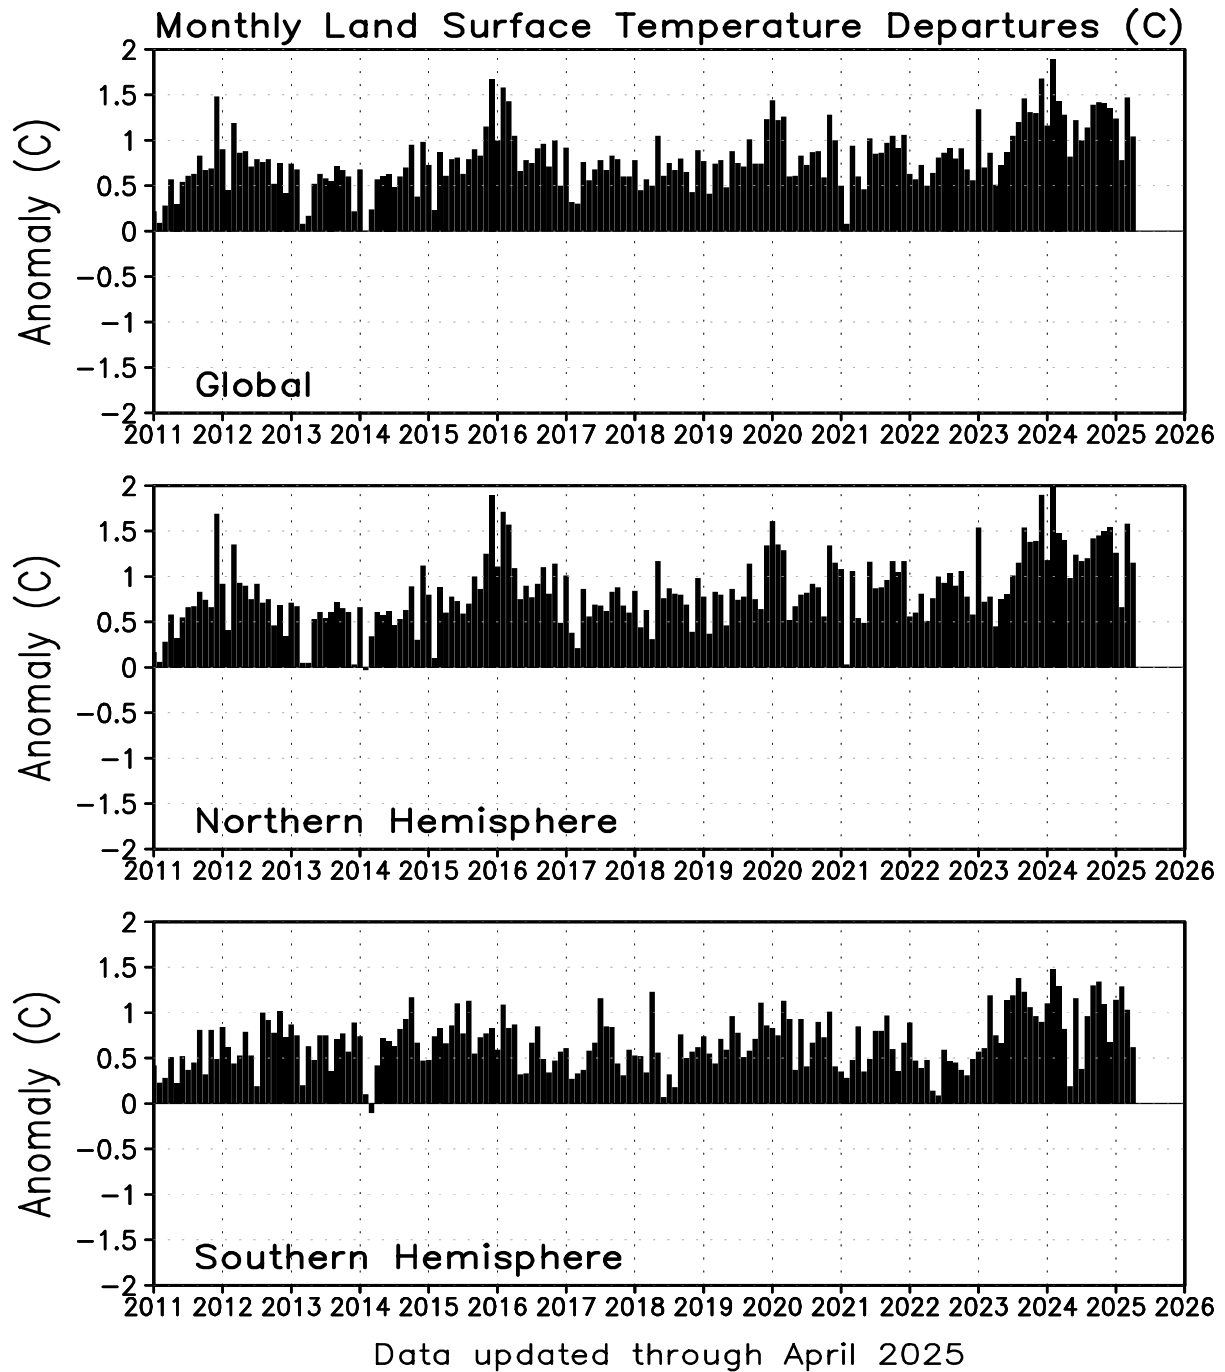 Monthly Land Surface Temperature Departures (C)
Anomaly (C)
2
1.5
1
0.5
0
−0.5
−1
−1.5
−2
Global
2011 2012 2013 2014 2015 2016 2017 2018 2019 2020 2021 2022 2023 2024 2025 2026
Anomaly (C)
2
1.5
1
0.5
0
−0.5
−1
−1.5
−2
Northern Hemisphere
2011 2012 2013 2014 2015 2016 2017 2018 2019 2020 2021 2022 2023 2024 2025 2026
Anomaly (C)
2
1.5
1
0.5
0
−0.5
−1
−1.5
−2
Southern Hemisphere
2011 2012 2013 2014 2015 2016 2017 2018 2019 2020 2021 2022 2023 2024 2025 2026
Data updated through April 2025